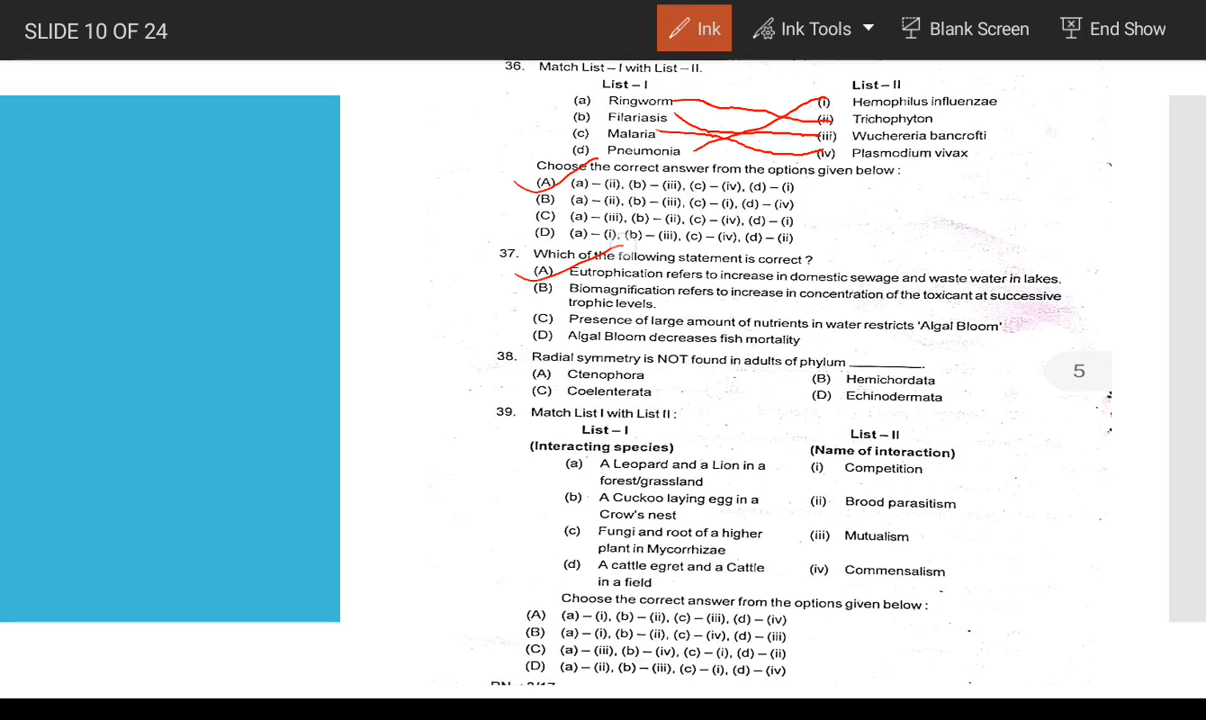 SLIDE 10 OF 24
Ink
Ink Tools
Blank Screen
End Show
36. Match List – I with List – II.
List – I List – II
(a) Ringworm (i) Hemophilus influenzae
(b) Filariasis (ii) Trichophyton
(c) Malaria (iii) Wuchereria bancrofti
(d) Pneumonia (iv) Plasmodium vivax
Choose the correct answer from the options given below :
(A) (a) – (ii), (b) – (iii), (c) – (iv), (d) – (i)
(B) (a) – (ii), (b) – (iii), (c) – (i), (d) – (iv)
(C) (a) – (iii), (b) – (ii), (c) – (iv), (d) – (i)
(D) (a) – (i), (b) – (iii), (c) – (iv), (d) – (ii)
37. Which of the following statement is correct ?
(A) Eutrophication refers to increase in domestic sewage and waste water in lakes.
(B) Biomagnification refers to increase in concentration of the toxicant at successive
trophic levels.
(C) Presence of large amount of nutrients in water restricts 'Algal Bloom'
(D) Algal Bloom decreases fish mortality
5
38. Radial symmetry is NOT found in adults of phylum ________.
(A) Ctenophora (B) Hemichordata
(C) Coelenterata (D) Echinodermata
39. Match List I with List II :
List – I List – II
(Interacting species) (Name of interaction)
(a) A Leopard and a Lion in a (i) Competition
forest/grassland
(b) A Cuckoo laying egg in a (ii) Brood parasitism
Crow's nest
(c) Fungi and root of a higher (iii) Mutualism
plant in Mycorrhizae
(d) A cattle egret and a Cattle (iv) Commensalism
in a field
Choose the correct answer from the options given below :
(A) (a) – (i), (b) – (ii), (c) – (iii), (d) – (iv)
(B) (a) – (i), (b) – (ii), (c) – (iv), (d) – (iii)
(C) (a) – (iii), (b) – (iv), (c) – (i), (d) – (ii)
(D) (a) – (ii), (b) – (iii), (c) – (i), (d) – (iv)